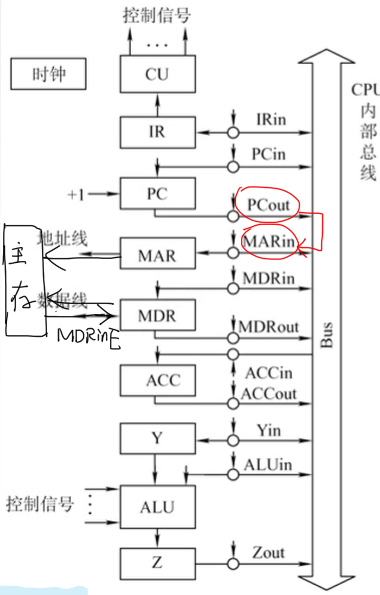 控制信号
···
时钟
CU
CPU
内
部
总
线
IR
IRin
PCin
+1
PC
PCout
主
存
地址线
MAR
MARin
MDRin
数据线
MDR
MDRinE
MDRout
Bus
ACC
ACCin
ACCout
Y
Yin
ALUin
控制信号
ALU
Z
Zout